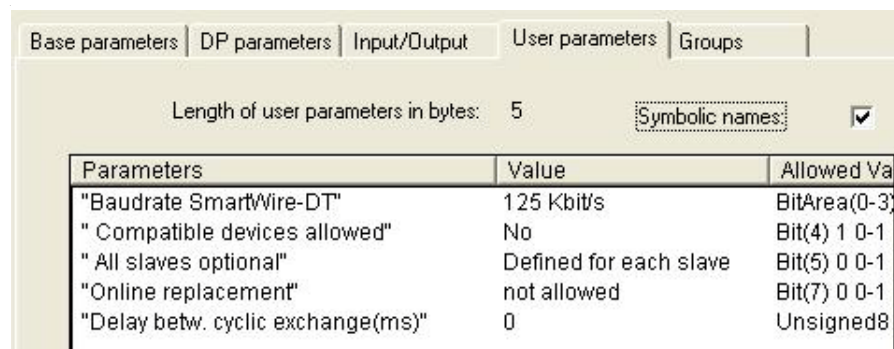 Base parameters DP parameters Input/Output User parameters Groups
Length of user parameters in bytes: 5 Symbolic names:
Parameters Value Allowed Va
"Baudrate SmartWire-DT" 125 Kbit/s BitArea(0-3)
" Compatible devices allowed" No Bit(4) 1 0-1
" All slaves optional" Defined for each slave Bit(5) 0 0-1
"Online replacement" not allowed Bit(7) 0 0-1
"Delay betw. cyclic exchange(ms)" 0 Unsigned8